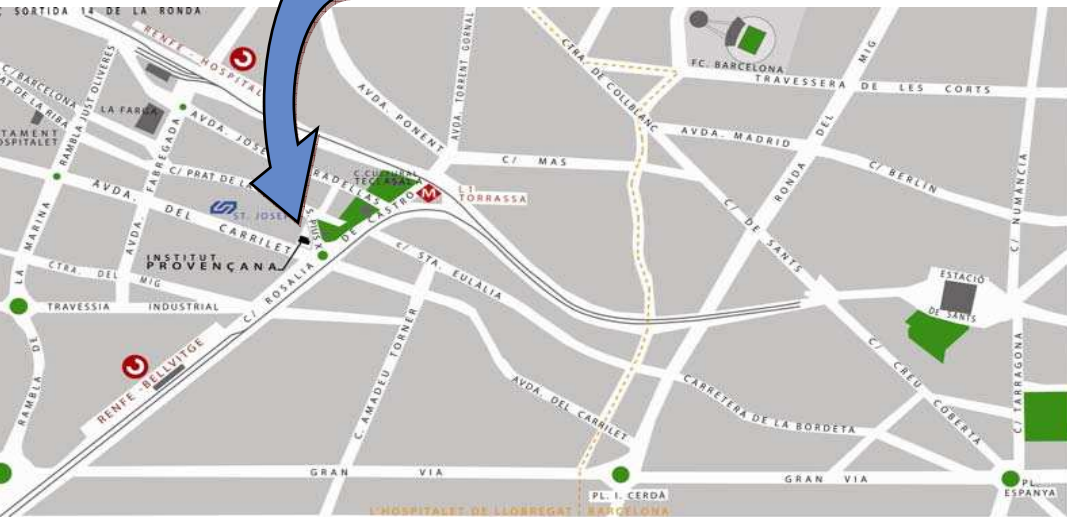 SORTIDA 14 DE LA RONDA
RENFE - HOSPITAL
C/BARCELONA
RAMBLA JUST OLIVERES
LA FARGA
AVDA. FABREGADA
AVDA. JOSEP
RADELLAS
C/ PRAT DE LA
AVDA. DEL CARRILET
ST. JOSEP
S. PIUS X
INSTITUT
PROVENÇANA
C.CULTURAL
TECLASALA
M
L1
TORRASSA
C/ ROSALIA DE CASTRO
AVDA. PONENT
AVDA. TORRENT GORNAL
C/ MAS
CTRA. DE COLLBLANC
FC. BARCELONA
TRAVESSERA DE LES CORTS
AVDA. MADRID
C/ BERLIN
RONDA DEL MIG
C/ NUMANCIA
C/ DE SANTS
ESTACIÓ
DE SANTS
LA MARINA
RAMBLA DE
CTRA. DEL MIG
TRAVESSIA INDUSTRIAL
RENFE - BELLVITGE
C/ STA. EULALIA
C. AMADEU TORNER
AVDA. DEL CARRILET
CARRETERA DE LA BORDETA
C/ CREU COBERTA
C/ TARRAGONA
GRAN VIA
GRAN VIA
PL. I. CERDÀ
PL.
ESPANYA
L'HOSPITALET DE LLOBREGAT
BARCELONA